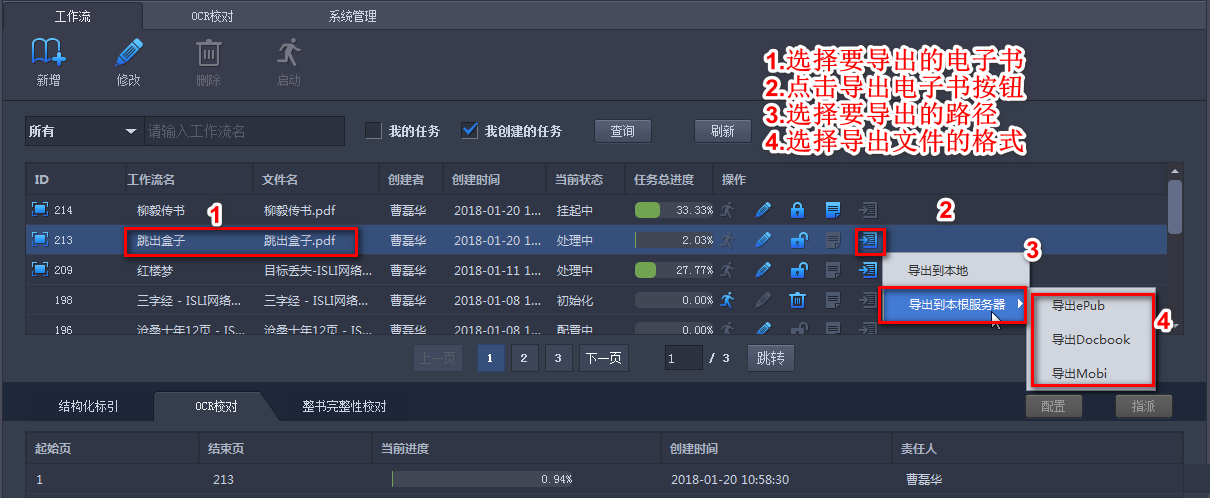 工作流 OCR校对 系统管理
新增 修改 删除 启动
1.选择要导出的电子书
2.点击导出电子书按钮
3.选择要导出的路径
4.选择导出文件的格式
所有 请输入工作流名 我的任务 我创建的任务 查询 刷新
ID 工作流名 文件名 创建者 创建时间 当前状态 任务总进度 操作
214 柳毅传书 柳毅传书.pdf 曹磊华 2018-01-20 1... 挂起中 33.33%
1 2
213 跳出盒子 跳出盒子.pdf 曹磊华 2018-01-20 1... 处理中 2.03%
3
209 红楼梦 目标丢失-ISLI网络... 曹磊华 2018-01-11 1... 处理中 27.77%
导出到本地
198 三字经 - ISLI网络... 三字经 - ISLI网络... 曹磊华 2018-01-08 1... 初始化 0.00%
导出到本根服务器 导出ePub
4
196 沧桑十年12页 - IS... 沧桑十年12页 - IS... 曹磊华 2018-01-08 1... 配置中 0.00%
导出Docbook
上一页 1 2 3 下一页 1 / 3 跳转
导出Mobi
结构化标引 OCR校对 整书完整性校对 配置 指派
起始页 结束页 当前进度 创建时间 责任人
1 213 0.94% 2018-01-20 10:58:30 曹磊华